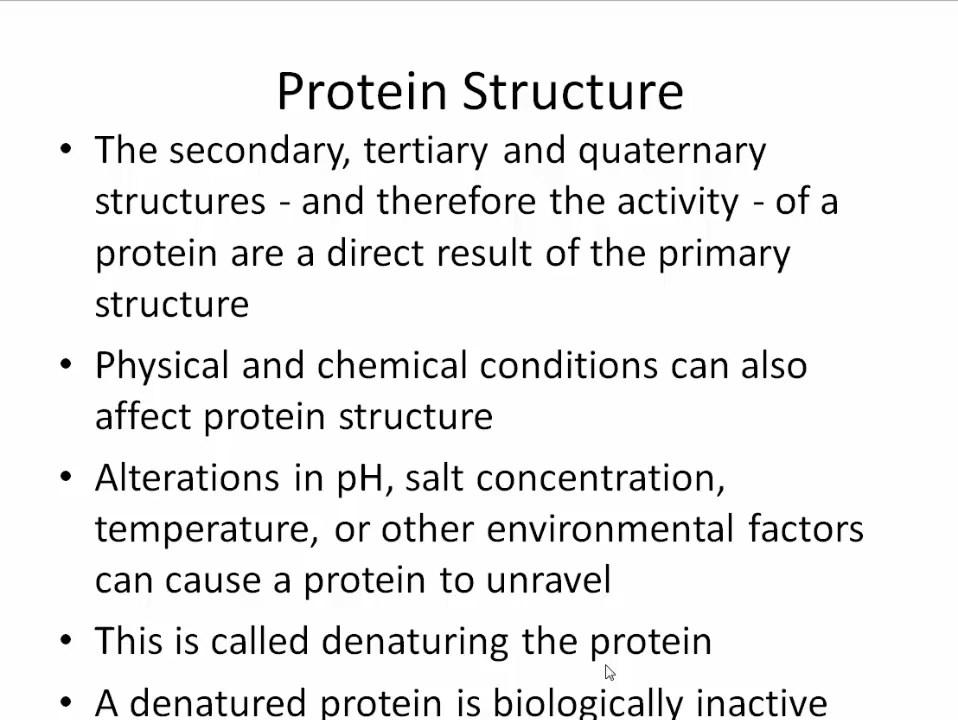 Protein Structure
• The secondary, tertiary and quaternary
structures - and therefore the activity - of a
protein are a direct result of the primary
structure
• Physical and chemical conditions can also
affect protein structure
• Alterations in pH, salt concentration,
temperature, or other environmental factors
can cause a protein to unravel
• This is called denaturing the protein
• A denatured protein is biologically inactive